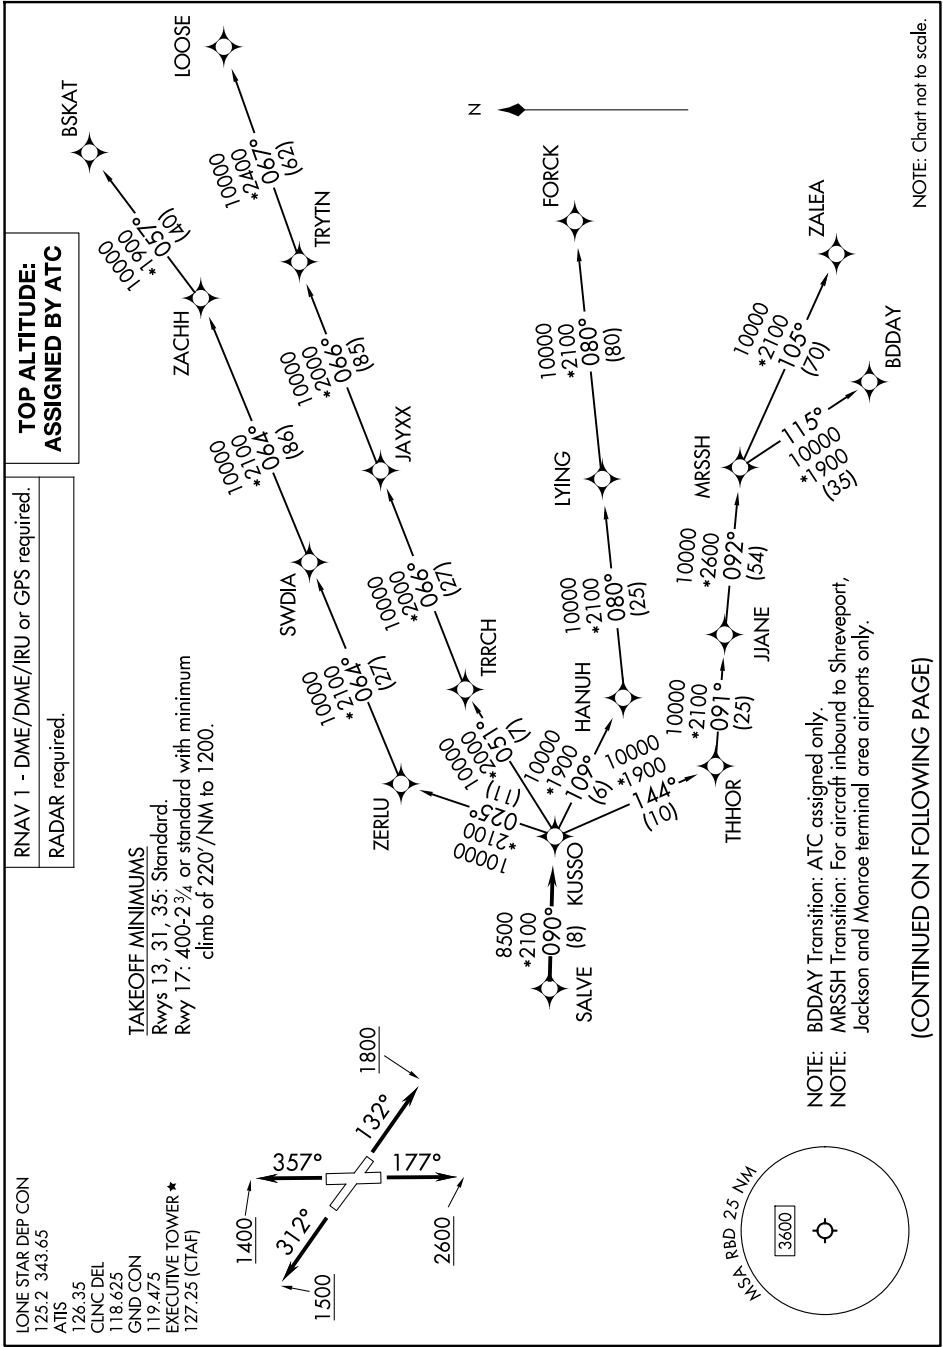 LONE STAR DEP CON
125.2 343.65
ATIS
126.35
CLNC DEL
118.625
GND CON
119.475
EXECUTIVE TOWER★
127.25 (CTAF)
RNAV 1 - DME/DME/IRU or GPS required.
RADAR required.
TOP ALTITUDE:
ASSIGNED BY ATC
TAKEOFF MINIMUMS
Rwys 13, 31, 35: Standard.
Rwy 17: 400-2¾ or standard with minimum
climb of 220'/NM to 1200.
1400
357°
312°
1500
132°
1800
177°
2600
SALVE
8500
*2100
090°
(8)
KUSSO
10000
*2100
025°
(11)
ZERLU
10000
*2100
064°
(27)
SWDIA
10000
*2100
064°
(86)
ZACHH
10000
*1900
057°
(40)
BSKAT
10000
*2000
051°
(7)
TRRCH
10000
*2000
066°
(27)
JAYXX
10000
*2000
066°
(85)
TRYTN
10000
*2400
067°
(62)
LOOSE
10000
*1900
109°
(6)
HANUH
10000
*2100
080°
(25)
LYING
10000
*2100
080°
(80)
FORCK
10000
*1900
144°
(10)
THHOR
10000
*2100
091°
(25)
JJANE
10000
*2600
092°
(54)
MRSSH
10000
*2100
105°
(70)
ZALEA
115°
10000
*1900
(35)
BDDAY
N
MSA RBD 25 NM
3600
NOTE: BDDAY Transition: ATC assigned only.
NOTE: MRSSH Transition: For aircraft inbound to Shreveport,
Jackson and Monroe terminal area airports only.
(CONTINUED ON FOLLOWING PAGE)
NOTE: Chart not to scale.